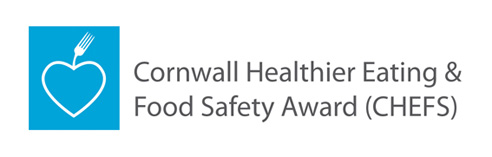 Cornwall Healthier Eating &
Food Safety Award (CHEFS)